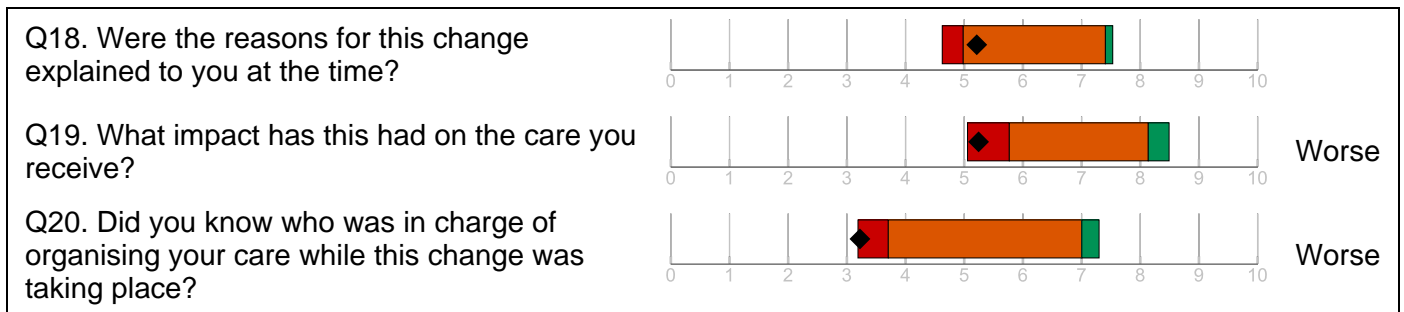 Q18. Were the reasons for this change
explained to you at the time?
0 1 2 3 4 5 6 7 8 9 10
Q19. What impact has this had on the care you
receive?
Worse
0 1 2 3 4 5 6 7 8 9 10
Q20. Did you know who was in charge of
organising your care while this change was
taking place?
Worse
0 1 2 3 4 5 6 7 8 9 10